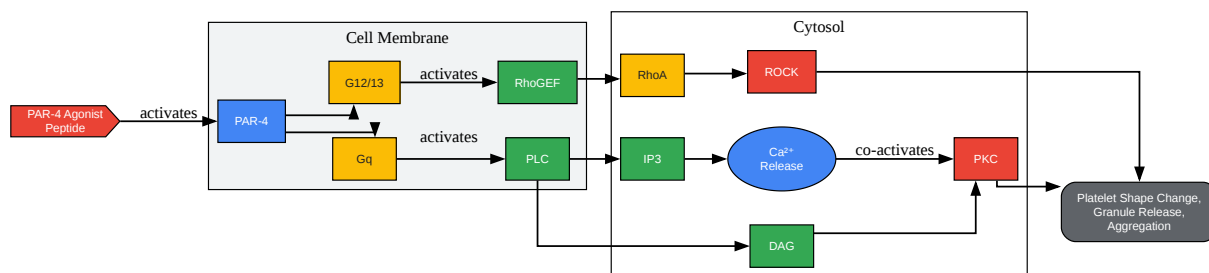 Cell Membrane
Cytosol
PAR-4 Agonist
Peptide
activates
PAR-4
G12/13
activates
RhoGEF
RhoA
ROCK
Gq
activates
PLC
IP3
Ca²⁺
Release
co-activates
PKC
DAG
Platelet Shape Change,
Granule Release,
Aggregation